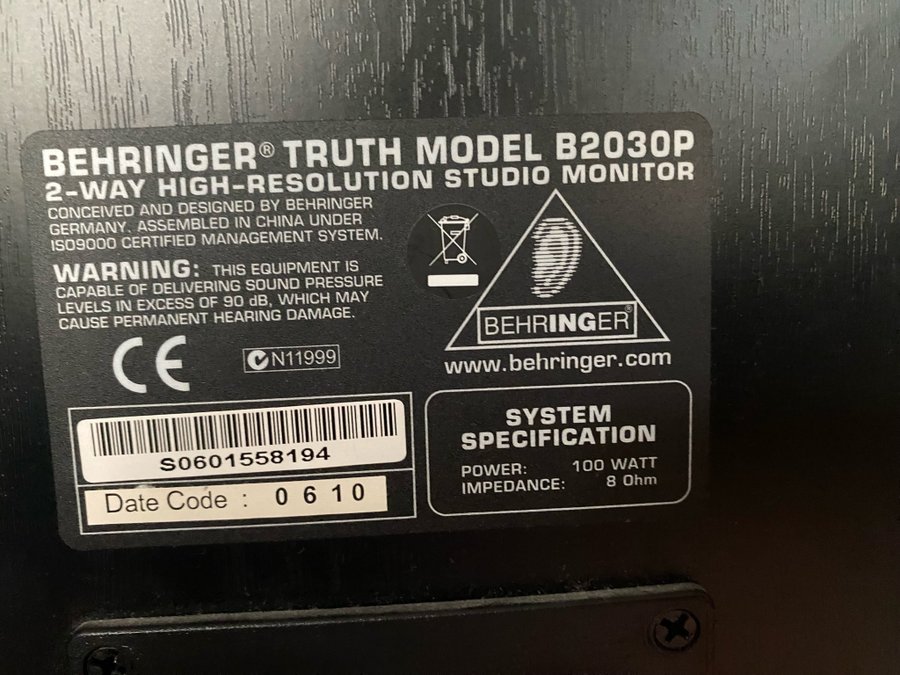 BEHRINGER® TRUTH MODEL B2030P
2-WAY HIGH-RESOLUTION STUDIO MONITOR
CONCEIVED AND DESIGNED BY BEHRINGER
GERMANY. ASSEMBLED IN CHINA UNDER
ISO9000 CERTIFIED MANAGEMENT SYSTEM.
WARNING: THIS EQUIPMENT IS
CAPABLE OF DELIVERING SOUND PRESSURE
LEVELS IN EXCESS OF 90 dB, WHICH MAY
CAUSE PERMANENT HEARING DAMAGE.
CE
N11999
BEHRINGER®
www.behringer.com
S0601558194
Date Code : 0610
SYSTEM
SPECIFICATION
POWER: 100 WATT
IMPEDANCE: 8 Ohm